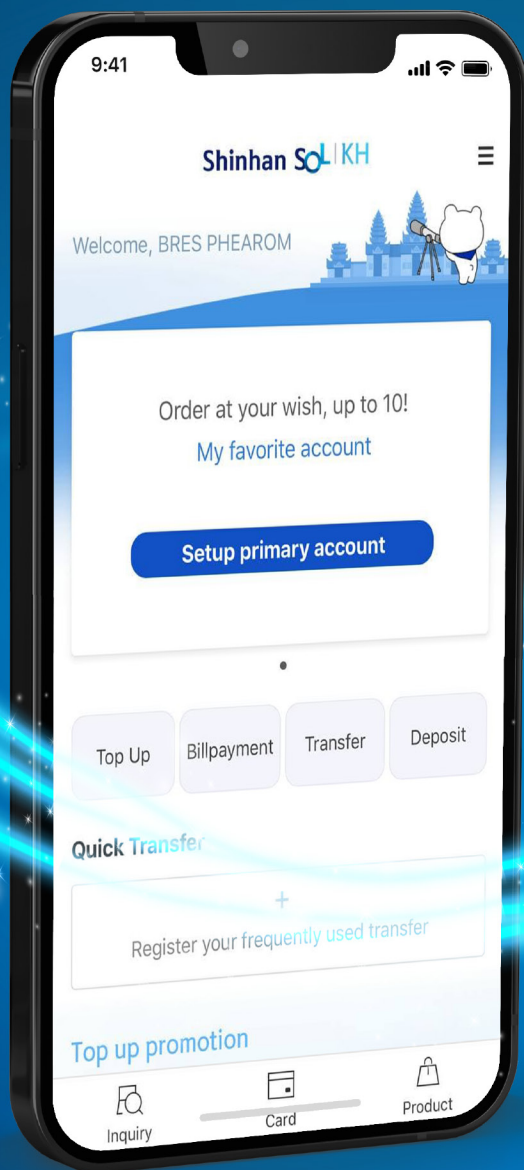 9:41
Shinhan SOL KH
Welcome, BRES PHEAROM
Order at your wish, up to 10!
My favorite account
Setup primary account
Top Up
Billpayment
Transfer
Deposit
Quick Transfer
+
Register your frequently used transfer
Top up promotion
Inquiry
Card
Product